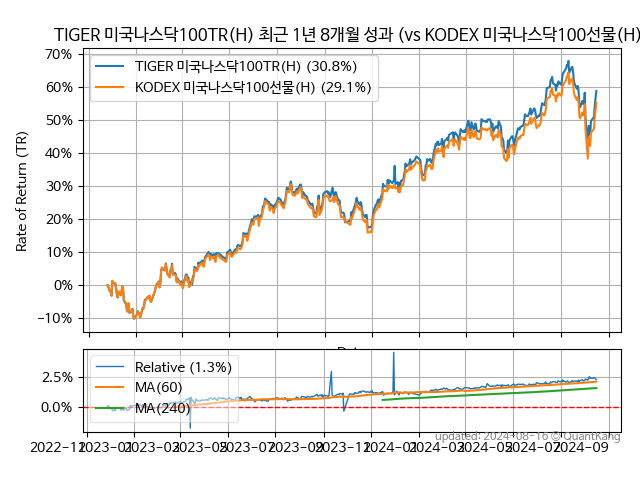 TIGER 미국나스닥100TR(H) 최근 1년 8개월 성과 (vs KODEX 미국나스닥100선물(H)
70%
60%
50%
40%
30%
20%
10%
0%
−10%
Rate of Return (TR)
TIGER 미국나스닥100TR(H) (30.8%)
KODEX 미국나스닥100선물(H) (29.1%)
2.5%
0.0%
Relative (1.3%)
MA(60)
MA(240)
2022-11 2023-01 2023-03 2023-05 2023-07 2023-09 2023-11 2024-01 2024-03 2024-05 2024-07 2024-09
updated: 2024-08-16 © QuantKang